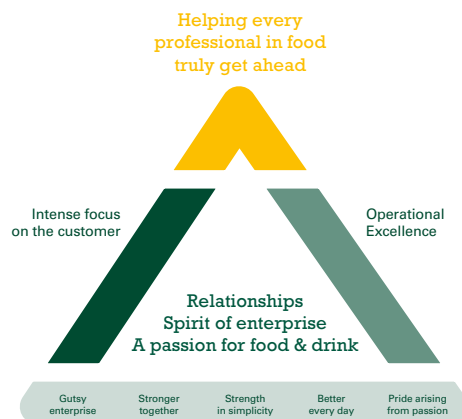 Helping every
professional in food
truly get ahead
Intense focus
on the customer
Operational
Excellence
Relationships
Spirit of enterprise
A passion for food & drink
Gutsy
enterprise
Stronger
together
Strength
in simplicity
Better
every day
Pride arising
from passion